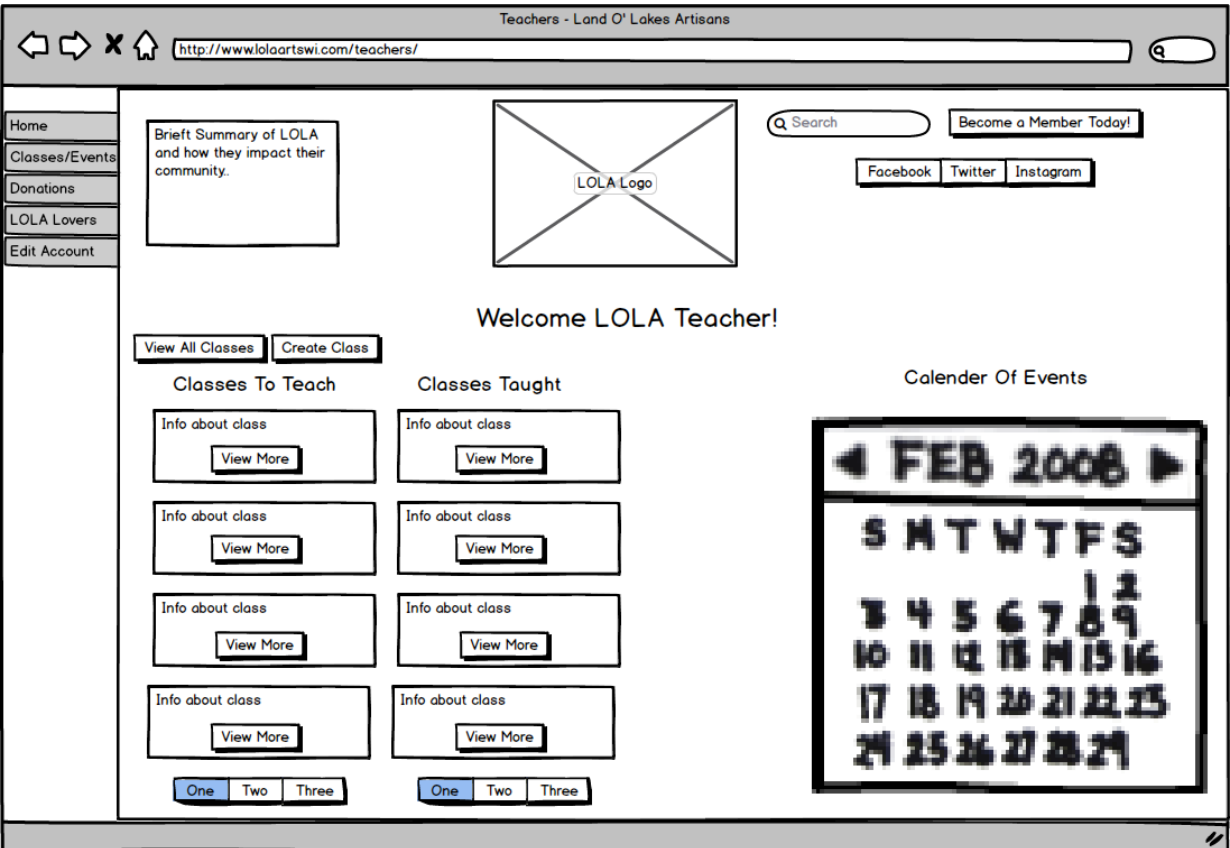 Teachers - Land O' Lakes Artisans
http://www.lolaartswi.com/teachers/
Home
Classes/Events
Donations
LOLA Lovers
Edit Account
Brieft Summary of LOLA
and how they impact their
community..
LOLA Logo
Search
Become a Member Today!
Facebook Twitter Instagram
Welcome LOLA Teacher!
View All Classes Create Class
Classes To Teach
Info about class
View More
Info about class
View More
Info about class
View More
Info about class
View More
One Two Three
Classes Taught
Info about class
View More
Info about class
View More
Info about class
View More
Info about class
View More
One Two Three
Calender Of Events
FEB 2008
S M T W T F S
1 2
3 4 5 6 7 8 9
10 11 12 13 14 15 16
17 18 19 20 21 22 23
24 25 26 27 28 29